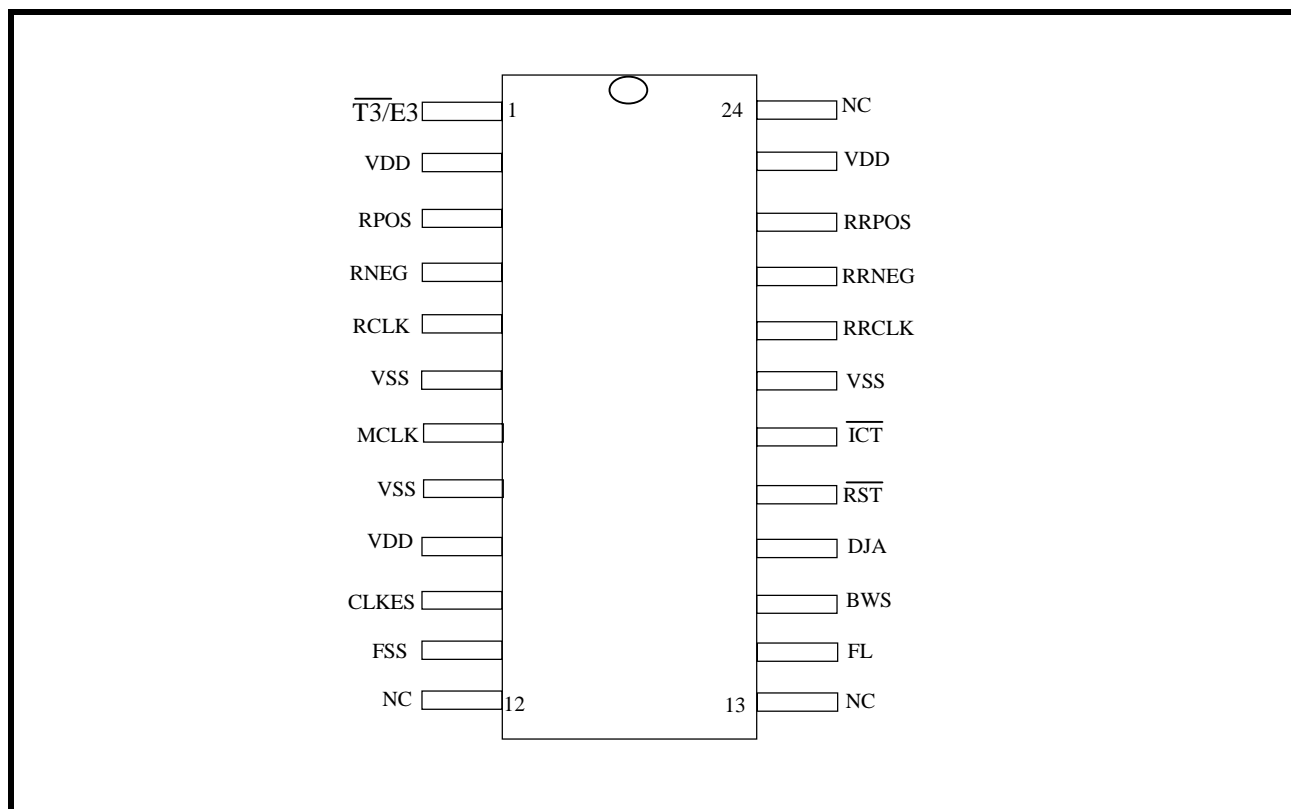 T3/E3 1 24 NC
VDD VDD
RPOS RRPOS
RNEG RRNEG
RCLK RRCLK
VSS VSS
MCLK ICT
VSS RST
VDD DJA
CLKES BWS
FSS FL
NC 12 13 NC